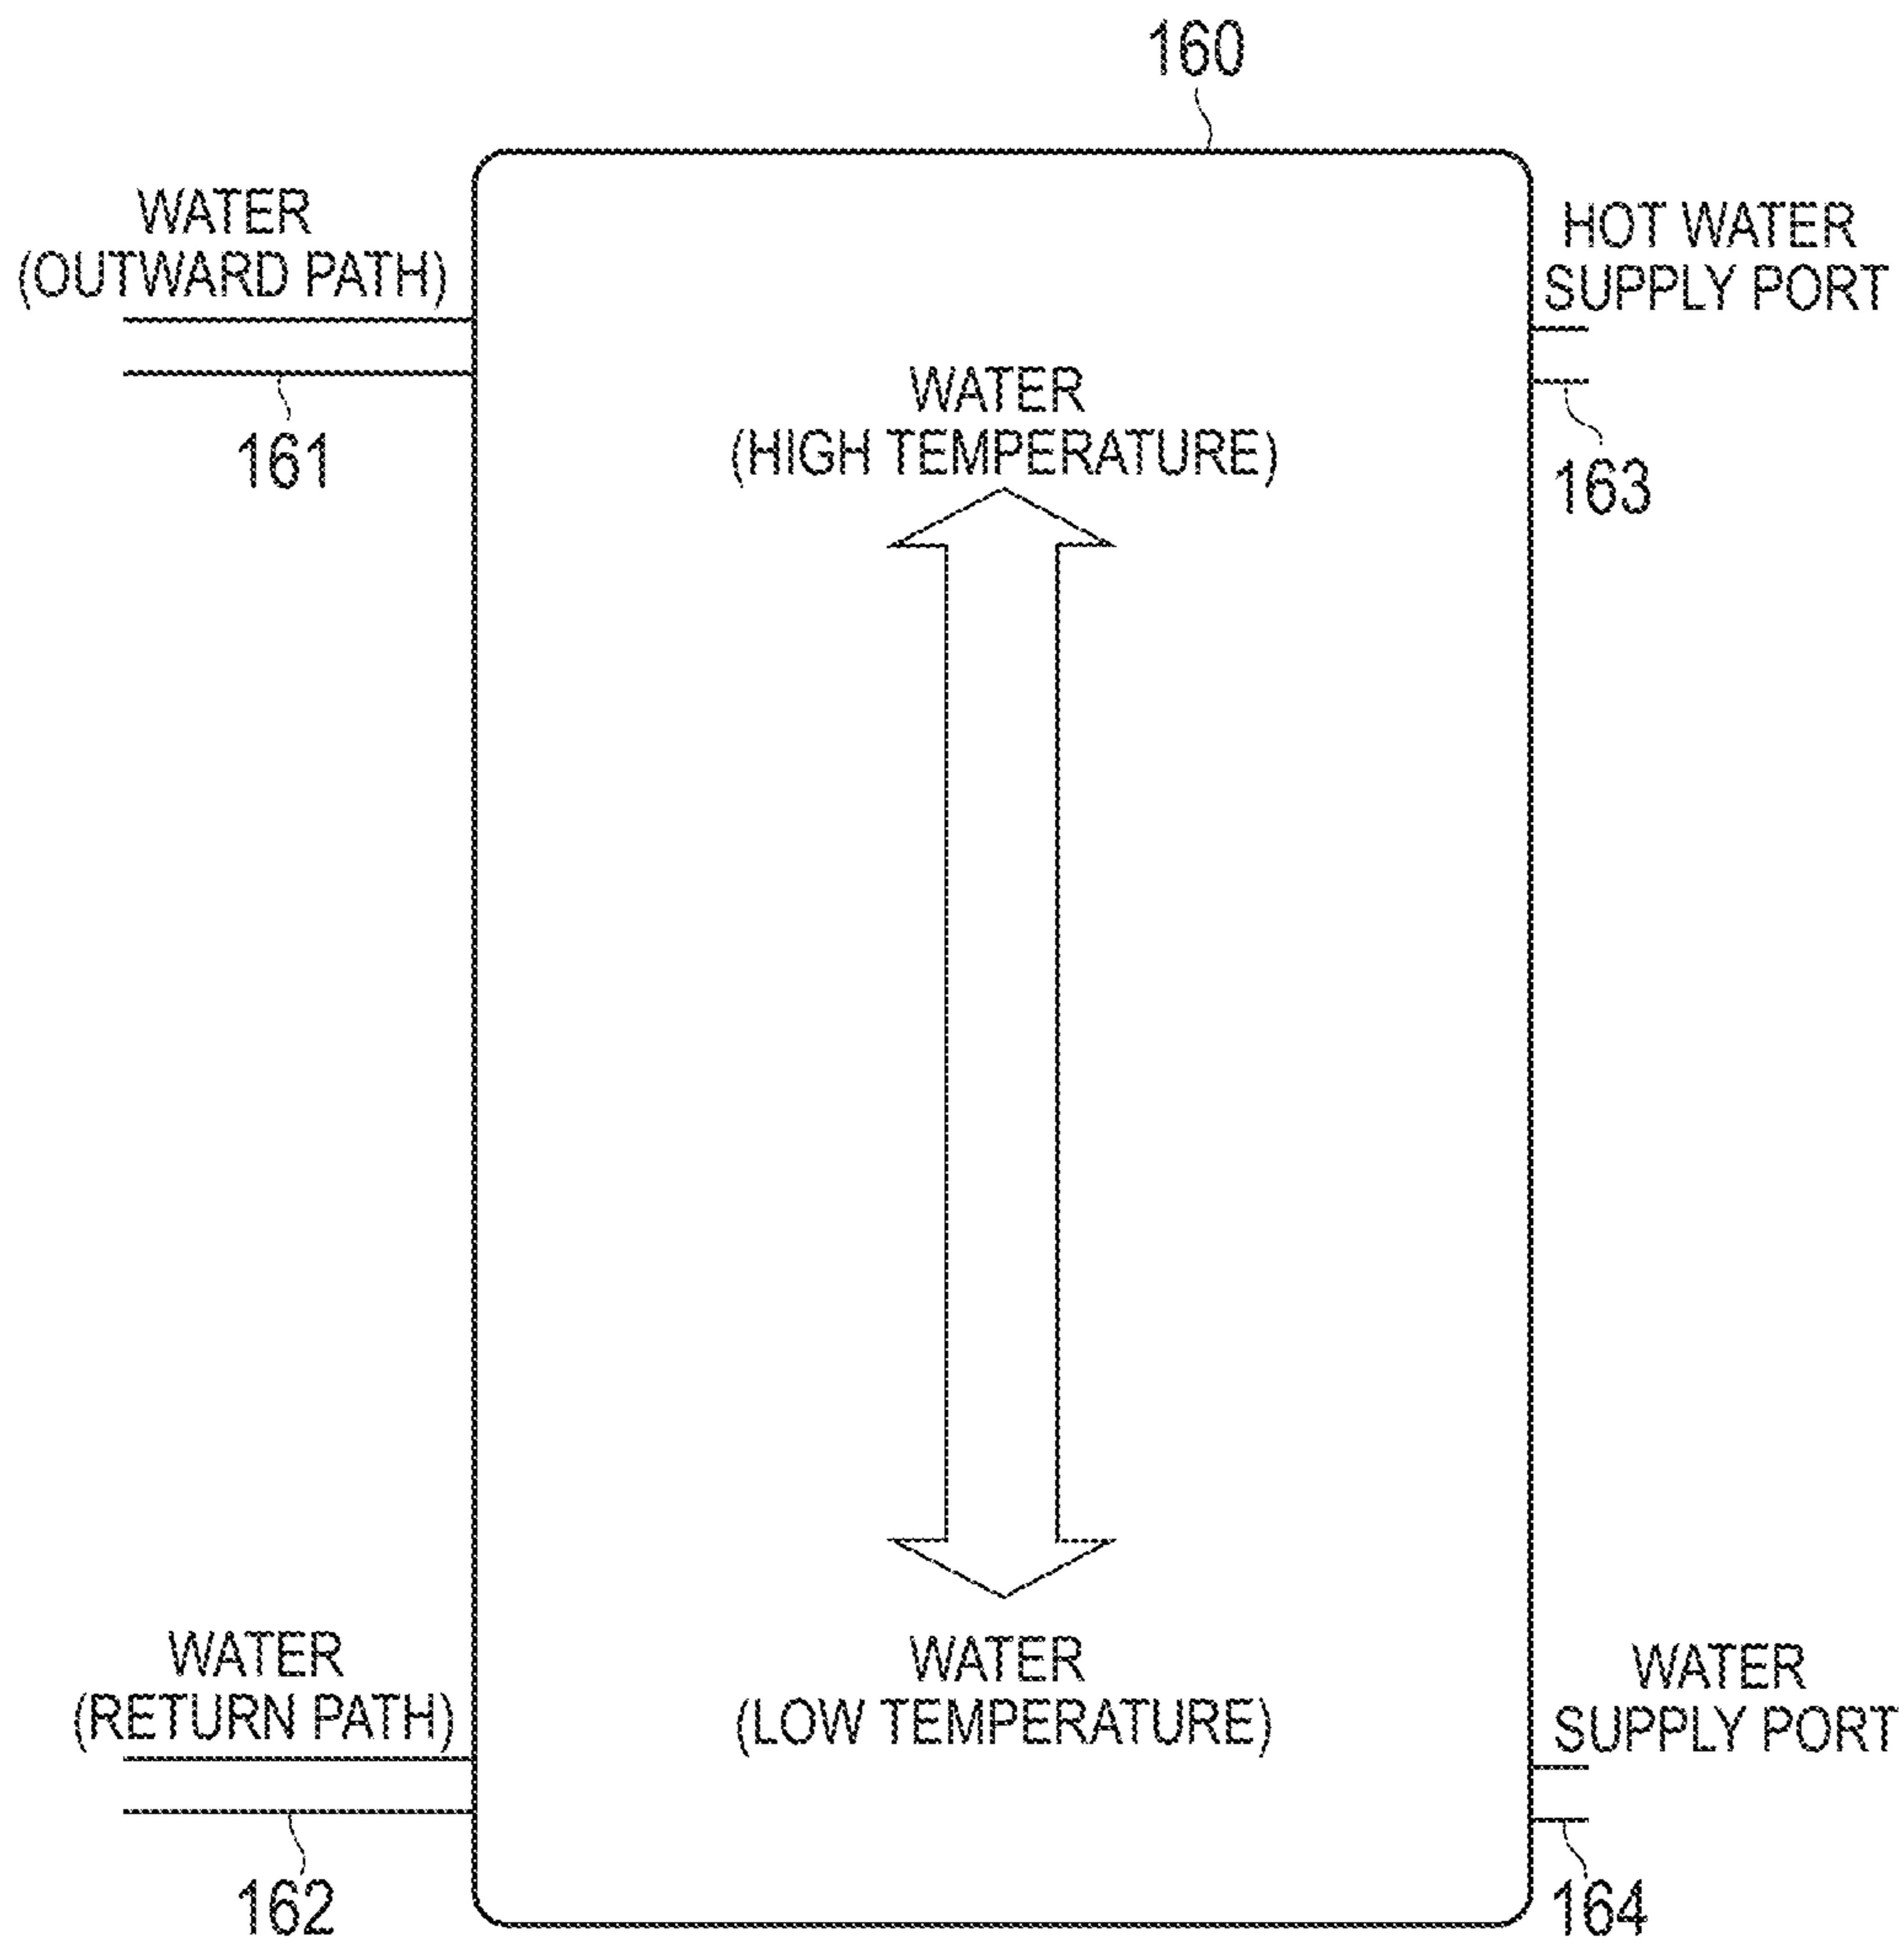 160
WATER
(OUTWARD PATH)
HOT WATER
SUPPLY PORT
161
WATER
(HIGH TEMPERATURE)
163
WATER
(RETURN PATH)
162
WATER
(LOW TEMPERATURE)
WATER
SUPPLY PORT
164